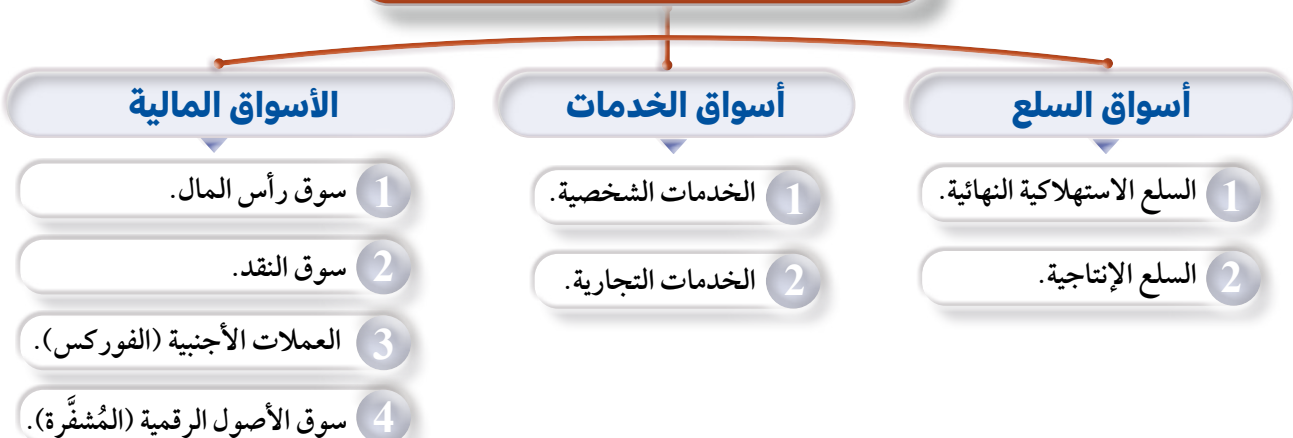 أسواق السلع
1 السلع الاستهلاكية النهائية.
2 السلع الإنتاجية.
أسواق الخدمات
1 الخدمات الشخصية.
2 الخدمات التجارية.
الأسواق المالية
1 سوق رأس المال.
2 سوق النقد.
3 العملات الأجنبية (الفوركس).
4 سوق الأصول الرقمية (المُشفَّرة).